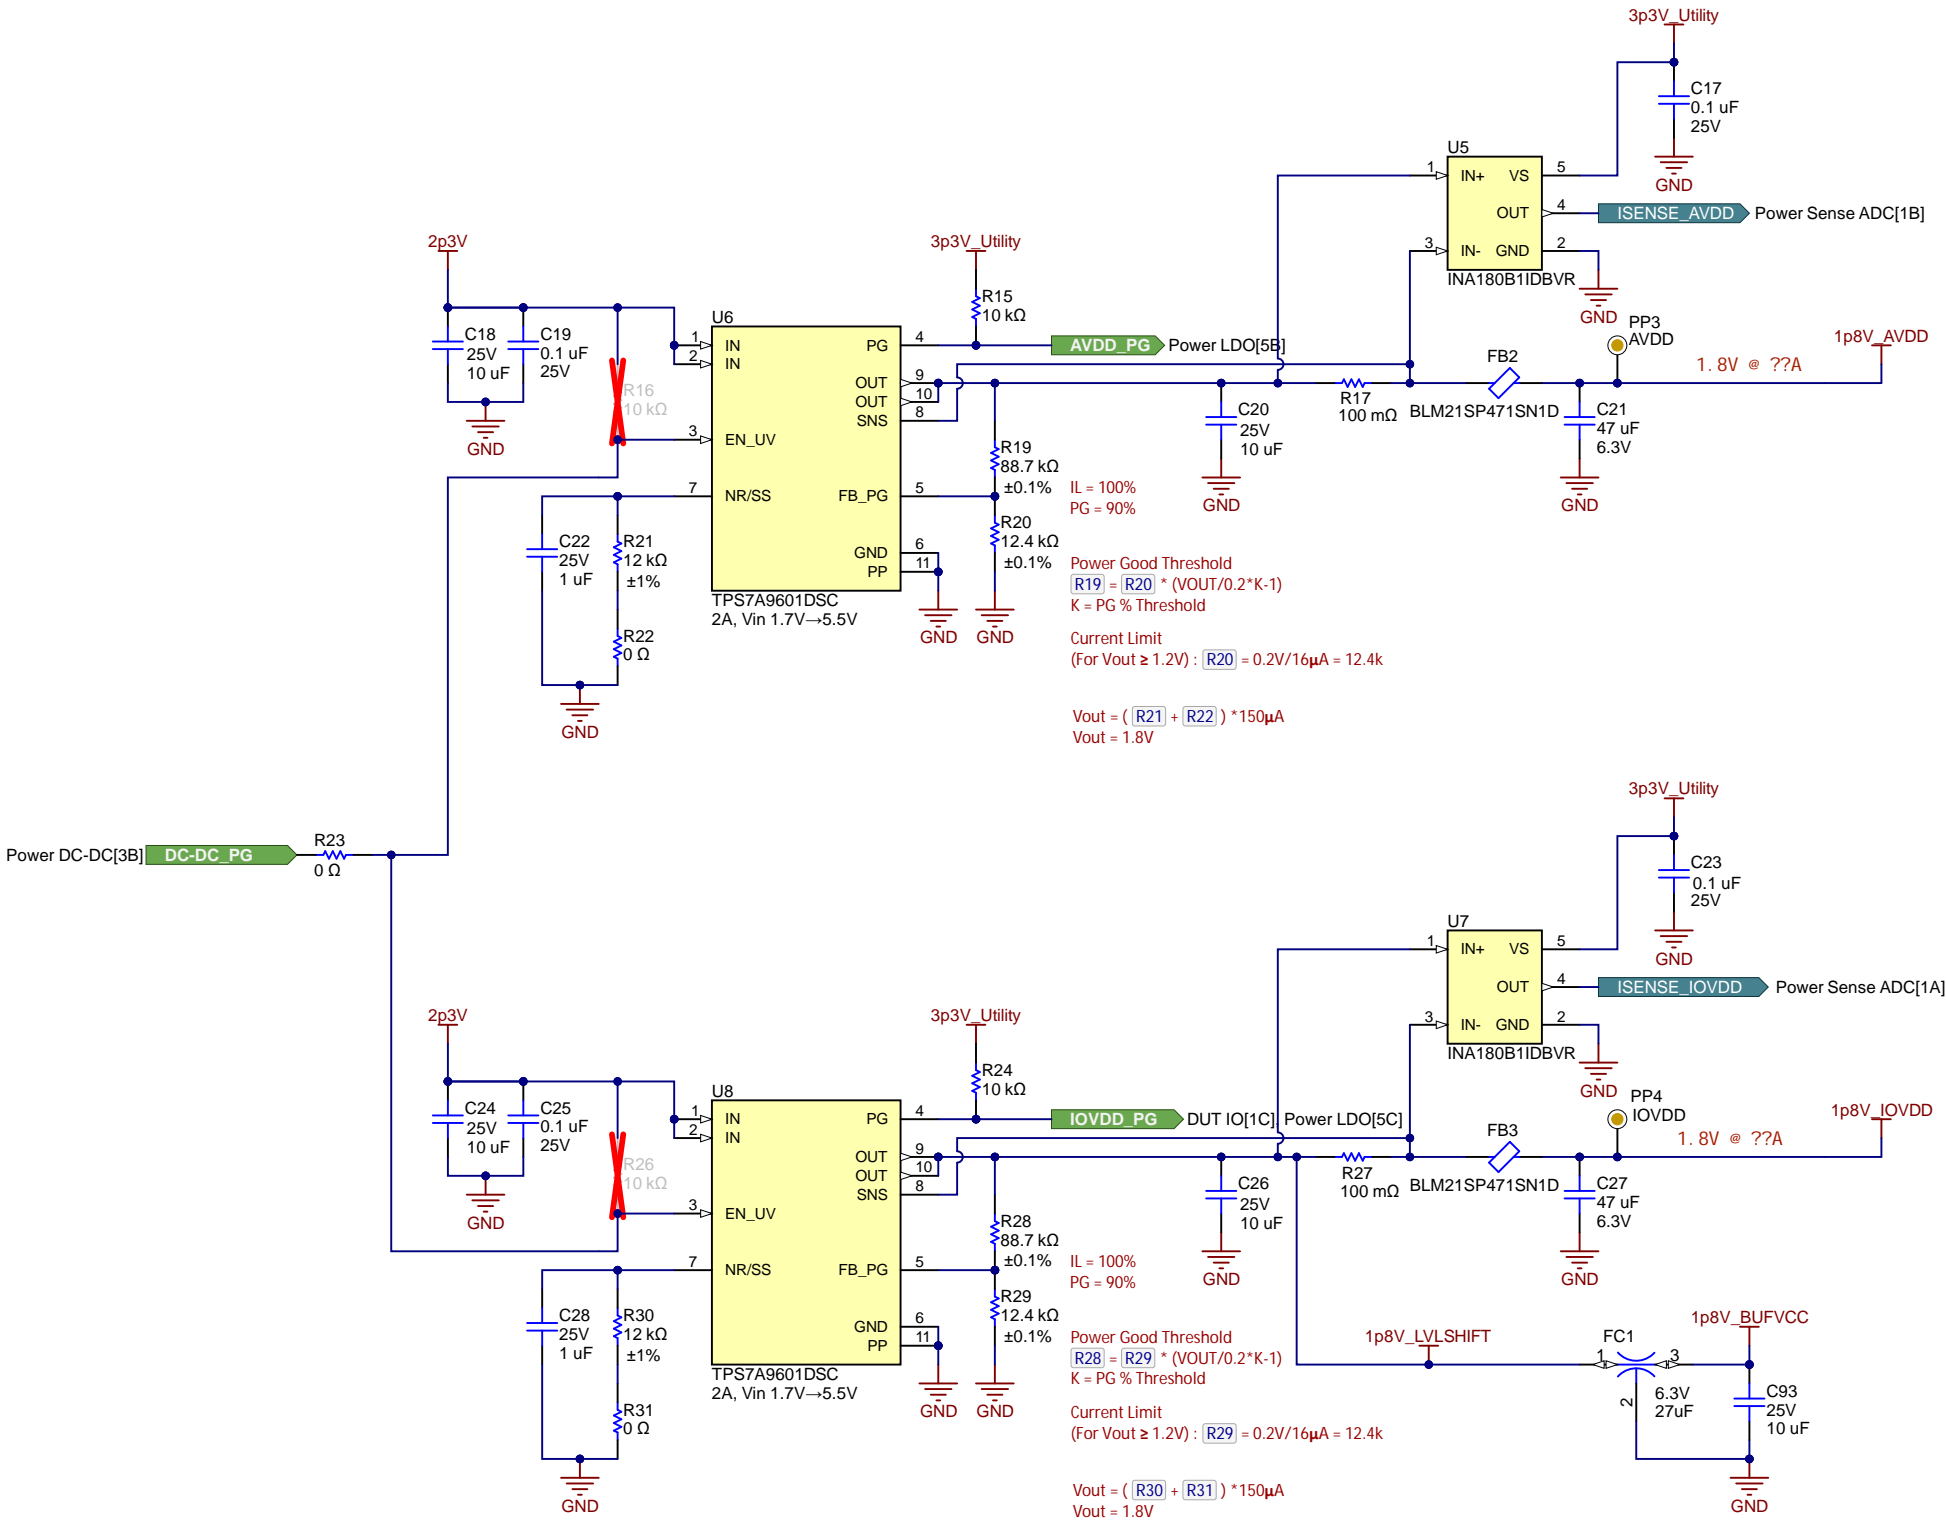 3p3V_Utility
C17
0.1 uF
25V
GND
U5
1
IN+
VS
5
OUT
4
ISENSE_AVDD
Power Sense ADC[1B]
3
IN-
GND
2
INA180B1IDBVR
GND
2p3V
C18
25V
10 uF
C19
0.1 uF
25V
GND
R16
10 kΩ
3p3V_Utility
R15
10 kΩ
U6
1
IN
2
IN
PG
4
AVDD_PG
Power LDO[5B]
OUT
9
OUT
10
SNS
8
3
EN_UV
7
NR/SS
FB_PG
5
GND
6
PP
11
TPS7A9601DSC
2A, Vin 1.7V→5.5V
GND
GND
R19
88.7 kΩ
±0.1%
R20
12.4 kΩ
±0.1%
C22
25V
1 uF
R21
12 kΩ
±1%
R22
0 Ω
GND
C20
25V
10 uF
GND
R17
100 mΩ
FB2
BLM21SP471SN1D
PP3
AVDD
C21
47 uF
6.3V
GND
1.8V @ ??A
1p8V_AVDD
IL = 100%
PG = 90%
Power Good Threshold
R19 = R20 * (VOUT/0.2*K-1)
K = PG % Threshold
Current Limit
(For Vout ≥ 1.2V) : R20 = 0.2V/16µA = 12.4k
Vout = ( R21 + R22 ) *150µA
Vout = 1.8V
Power DC-DC[3B]
DC-DC_PG
R23
0 Ω
3p3V_Utility
C23
0.1 uF
25V
GND
U7
1
IN+
VS
5
OUT
4
ISENSE_IOVDD
Power Sense ADC[1A]
3
IN-
GND
2
INA180B1IDBVR
GND
2p3V
C24
25V
10 uF
C25
0.1 uF
25V
GND
R26
10 kΩ
3p3V_Utility
R24
10 kΩ
U8
1
IN
2
IN
PG
4
IOVDD_PG
DUT IO[1C], Power LDO[5C]
OUT
9
OUT
10
SNS
8
3
EN_UV
7
NR/SS
FB_PG
5
GND
6
PP
11
TPS7A9601DSC
2A, Vin 1.7V→5.5V
GND
GND
R28
88.7 kΩ
±0.1%
R29
12.4 kΩ
±0.1%
C28
25V
1 uF
R30
12 kΩ
±1%
R31
0 Ω
GND
C26
25V
10 uF
GND
R27
100 mΩ
FB3
BLM21SP471SN1D
PP4
IOVDD
C27
47 uF
6.3V
GND
1.8V @ ??A
1p8V_IOVDD
IL = 100%
PG = 90%
Power Good Threshold
R28 = R29 * (VOUT/0.2*K-1)
K = PG % Threshold
Current Limit
(For Vout ≥ 1.2V) : R29 = 0.2V/16µA = 12.4k
Vout = ( R30 + R31 ) *150µA
Vout = 1.8V
1p8V_LVLSHIFT
FC1
1
3
2
6.3V
27uF
1p8V_BUFVCC
C93
25V
10 uF
GND